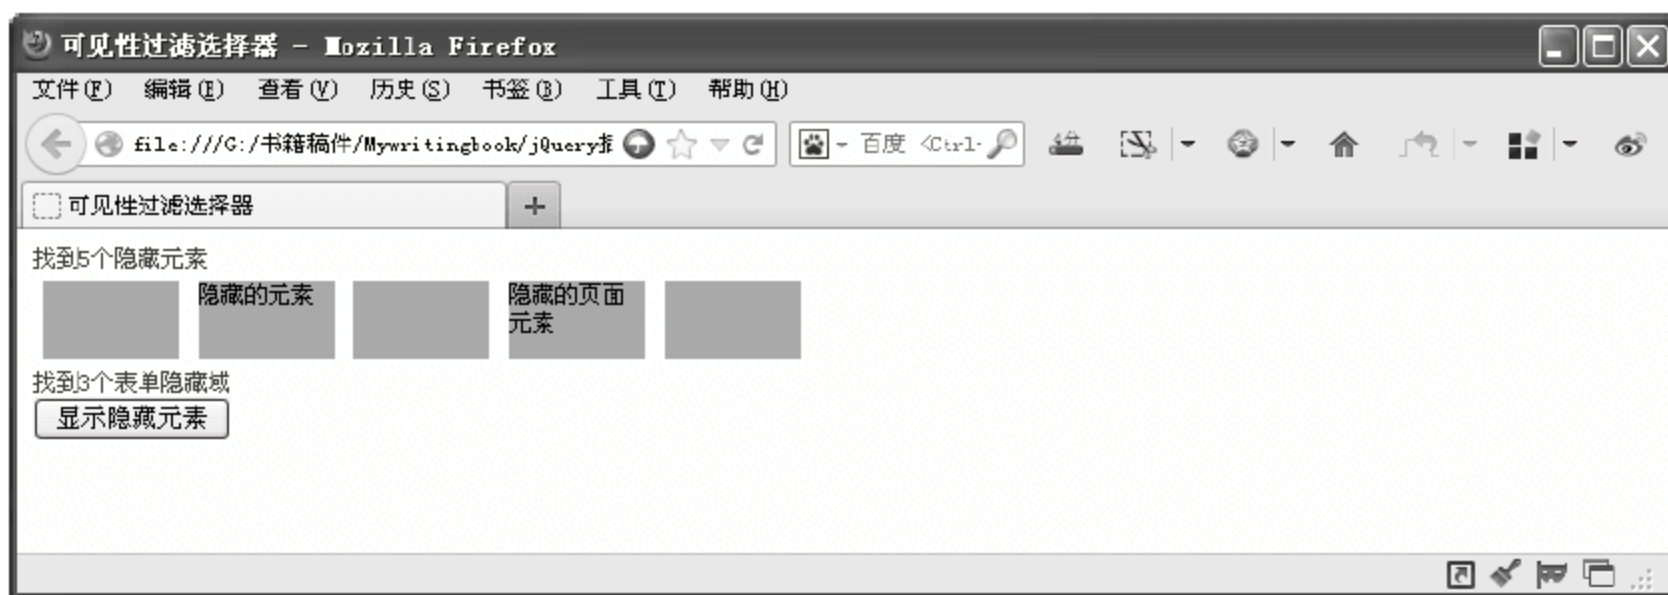 可见性过滤选择器 - Mozilla Firefox
文件(F) 编辑(E) 查看(V) 历史(S) 书签(B) 工具(T) 帮助(H)
file:///G:/书籍稿件/Mywritingbook/jQuery 百度 <Ctrl-
可见性过滤选择器
找到5个隐藏元素
隐藏的元素
隐藏的页面
元素
找到3个表单隐藏域
显示隐藏元素